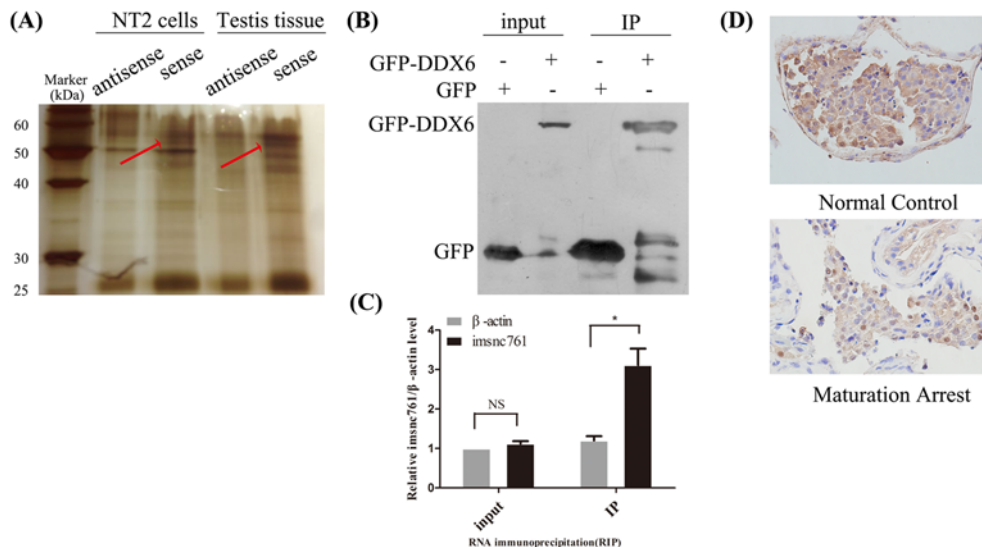 (A)
NT2 cells Testis tissue
antisense sense antisense sense
Marker
(kDa)
60
50
40
30
25
(B)
input IP
GFP-DDX6 - + - +
GFP + - + -
GFP-DDX6
GFP
(C)
β -actin
imsnc761
Relative imsnc761/β -actin level
4
3
2
1
0
NS
*
input IP
RNA immunoprecipitation(RIP)
(D)
Normal Control
Maturation Arrest